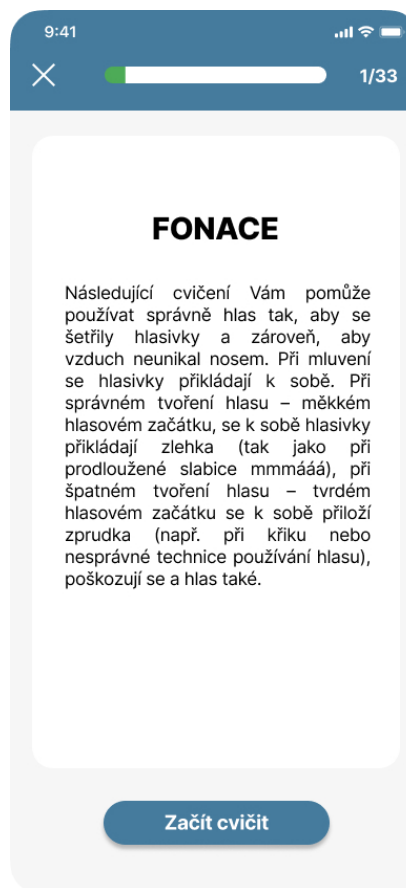 9:41
1/33
FONACE
Následující cvičení Vám pomůže
používat správně hlas tak, aby se
šetřily hlasivky a zároveň, aby
vzduch neunikal nosem. Při mluvení
se hlasivky přikládají k sobě. Při
správném tvoření hlasu – měkkém
hlasovém začátku, se k sobě hlasivky
přikládají zlehka (tak jako při
prodloužené slabice mmmááá), při
špatném tvoření hlasu – tvrdém
hlasovém začátku se k sobě přiloží
zprudka (např. při křiku nebo
nesprávné technice používání hlasu),
poškozují se a hlas také.
Začít cvičit